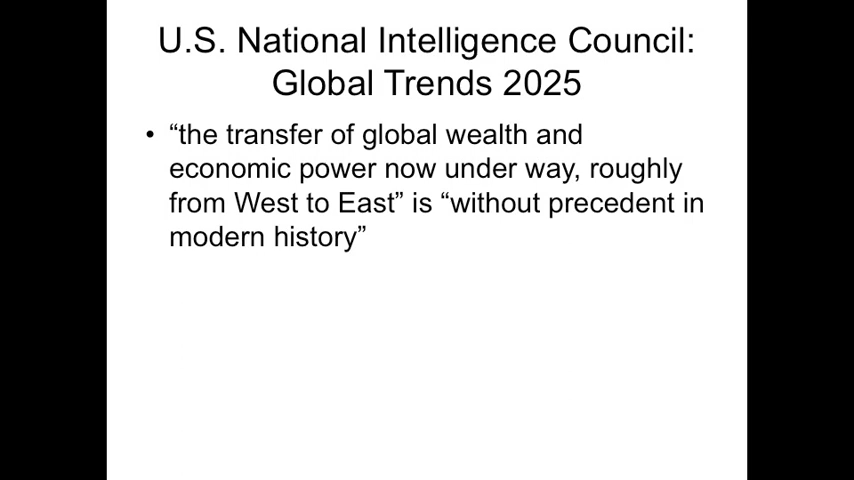 U.S. National Intelligence Council:
Global Trends 2025
• “the transfer of global wealth and
economic power now under way, roughly
from West to East” is “without precedent in
modern history”